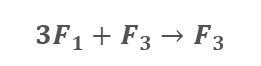 3F₁ + F₃ → F₃